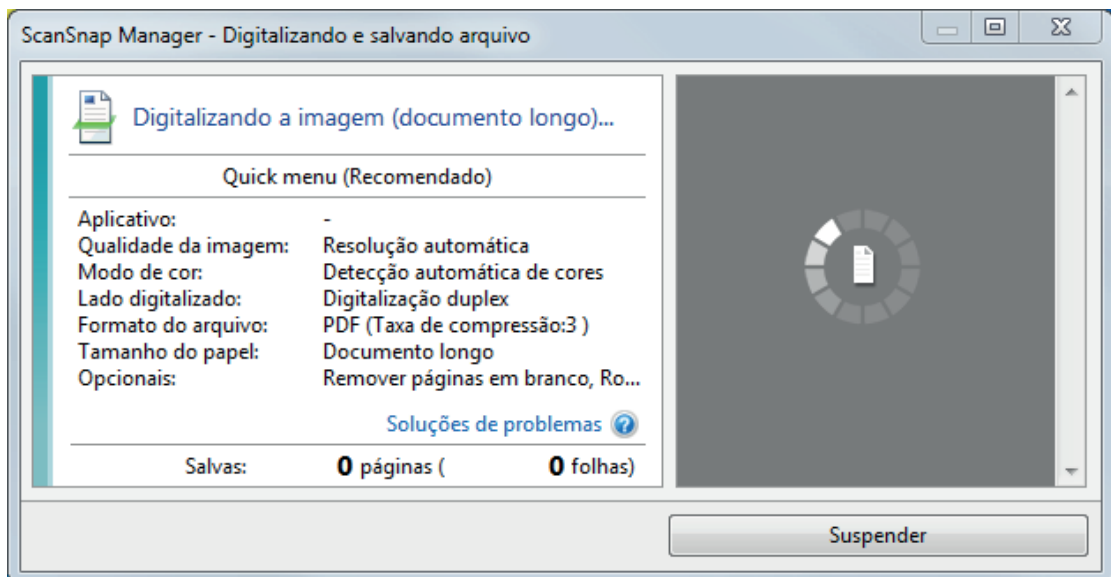 ScanSnap Manager - Digitalizando e salvando arquivo
Digitalizando a imagem (documento longo)...
Quick menu (Recomendado)
Aplicativo: -
Qualidade da imagem: Resolução automática
Modo de cor: Detecção automática de cores
Lado digitalizado: Digitalização duplex
Formato do arquivo: PDF (Taxa de compressão:3 )
Tamanho do papel: Documento longo
Opcionais: Remover páginas em branco, Ro...
Soluções de problemas ?
Salvas: 0 páginas ( 0 folhas)
Suspender